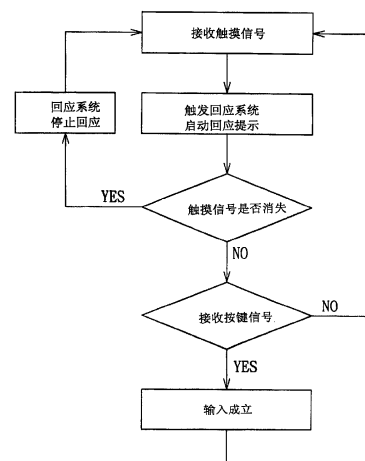 接收触摸信号
回应系统
停止回应
触发回应系统
启动回应提示
YES
触摸信号是否消失
NO
接收按键信号
NO
YES
输入成立